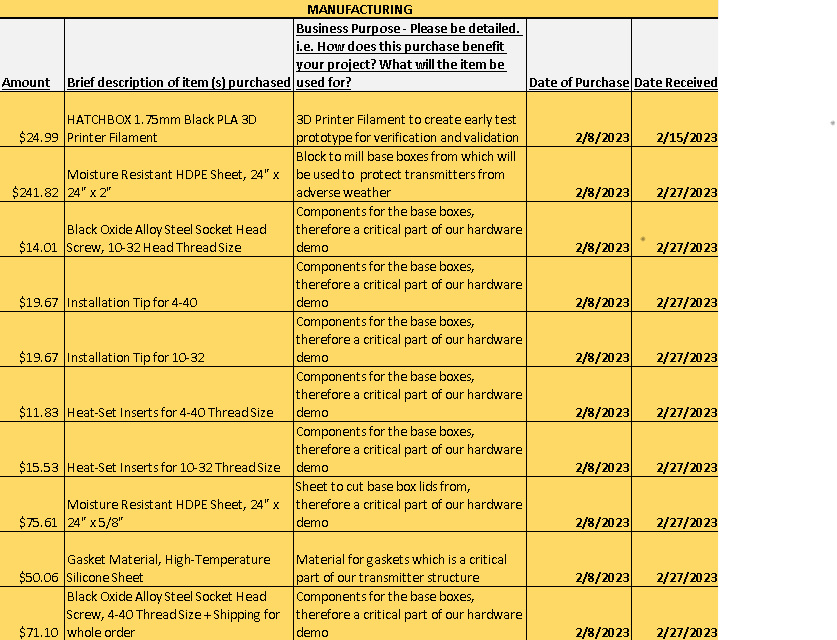 MANUFACTURING
Amount
Brief description of item (s) purchased
Business Purpose - Please be detailed.
i.e. How does this purchase benefit
your project? What will the item be
used for?
Date of Purchase
Date Received
$24.99
HATCHBOX 1.75mm Black PLA 3D
Printer Filament
3D Printer Filament to create early test
prototype for verification and validation
2/8/2023
2/15/2023
$241.82
Moisture Resistant HDPE Sheet, 24" x
24" x 2"
Block to mill base boxes from which will
be used to protect transmitters from
adverse weather
2/8/2023
2/27/2023
$14.01
Black Oxide Alloy Steel Socket Head
Screw, 10-32 Head Thread Size
Components for the base boxes,
therefore a critical part of our hardware
demo
2/8/2023
2/27/2023
$19.67
Installation Tip for 4-40
Components for the base boxes,
therefore a critical part of our hardware
demo
2/8/2023
2/27/2023
$19.67
Installation Tip for 10-32
Components for the base boxes,
therefore a critical part of our hardware
demo
2/8/2023
2/27/2023
$11.83
Heat-Set Inserts for 4-40 Thread Size
Components for the base boxes,
therefore a critical part of our hardware
demo
2/8/2023
2/27/2023
$15.53
Heat-Set Inserts for 10-32 Thread Size
Components for the base boxes,
therefore a critical part of our hardware
demo
2/8/2023
2/27/2023
$75.61
Moisture Resistant HDPE Sheet, 24" x
24" x 5/8"
Sheet to cut base box lids from,
therefore a critical part of our hardware
demo
2/8/2023
2/27/2023
$50.06
Gasket Material, High-Temperature
Silicone Sheet
Material for gaskets which is a critical
part of our transmitter structure
2/8/2023
2/27/2023
$71.10
Black Oxide Alloy Steel Socket Head
Screw, 4-40 Thread Size + Shipping for
whole order
Components for the base boxes,
therefore a critical part of our hardware
demo
2/8/2023
2/27/2023